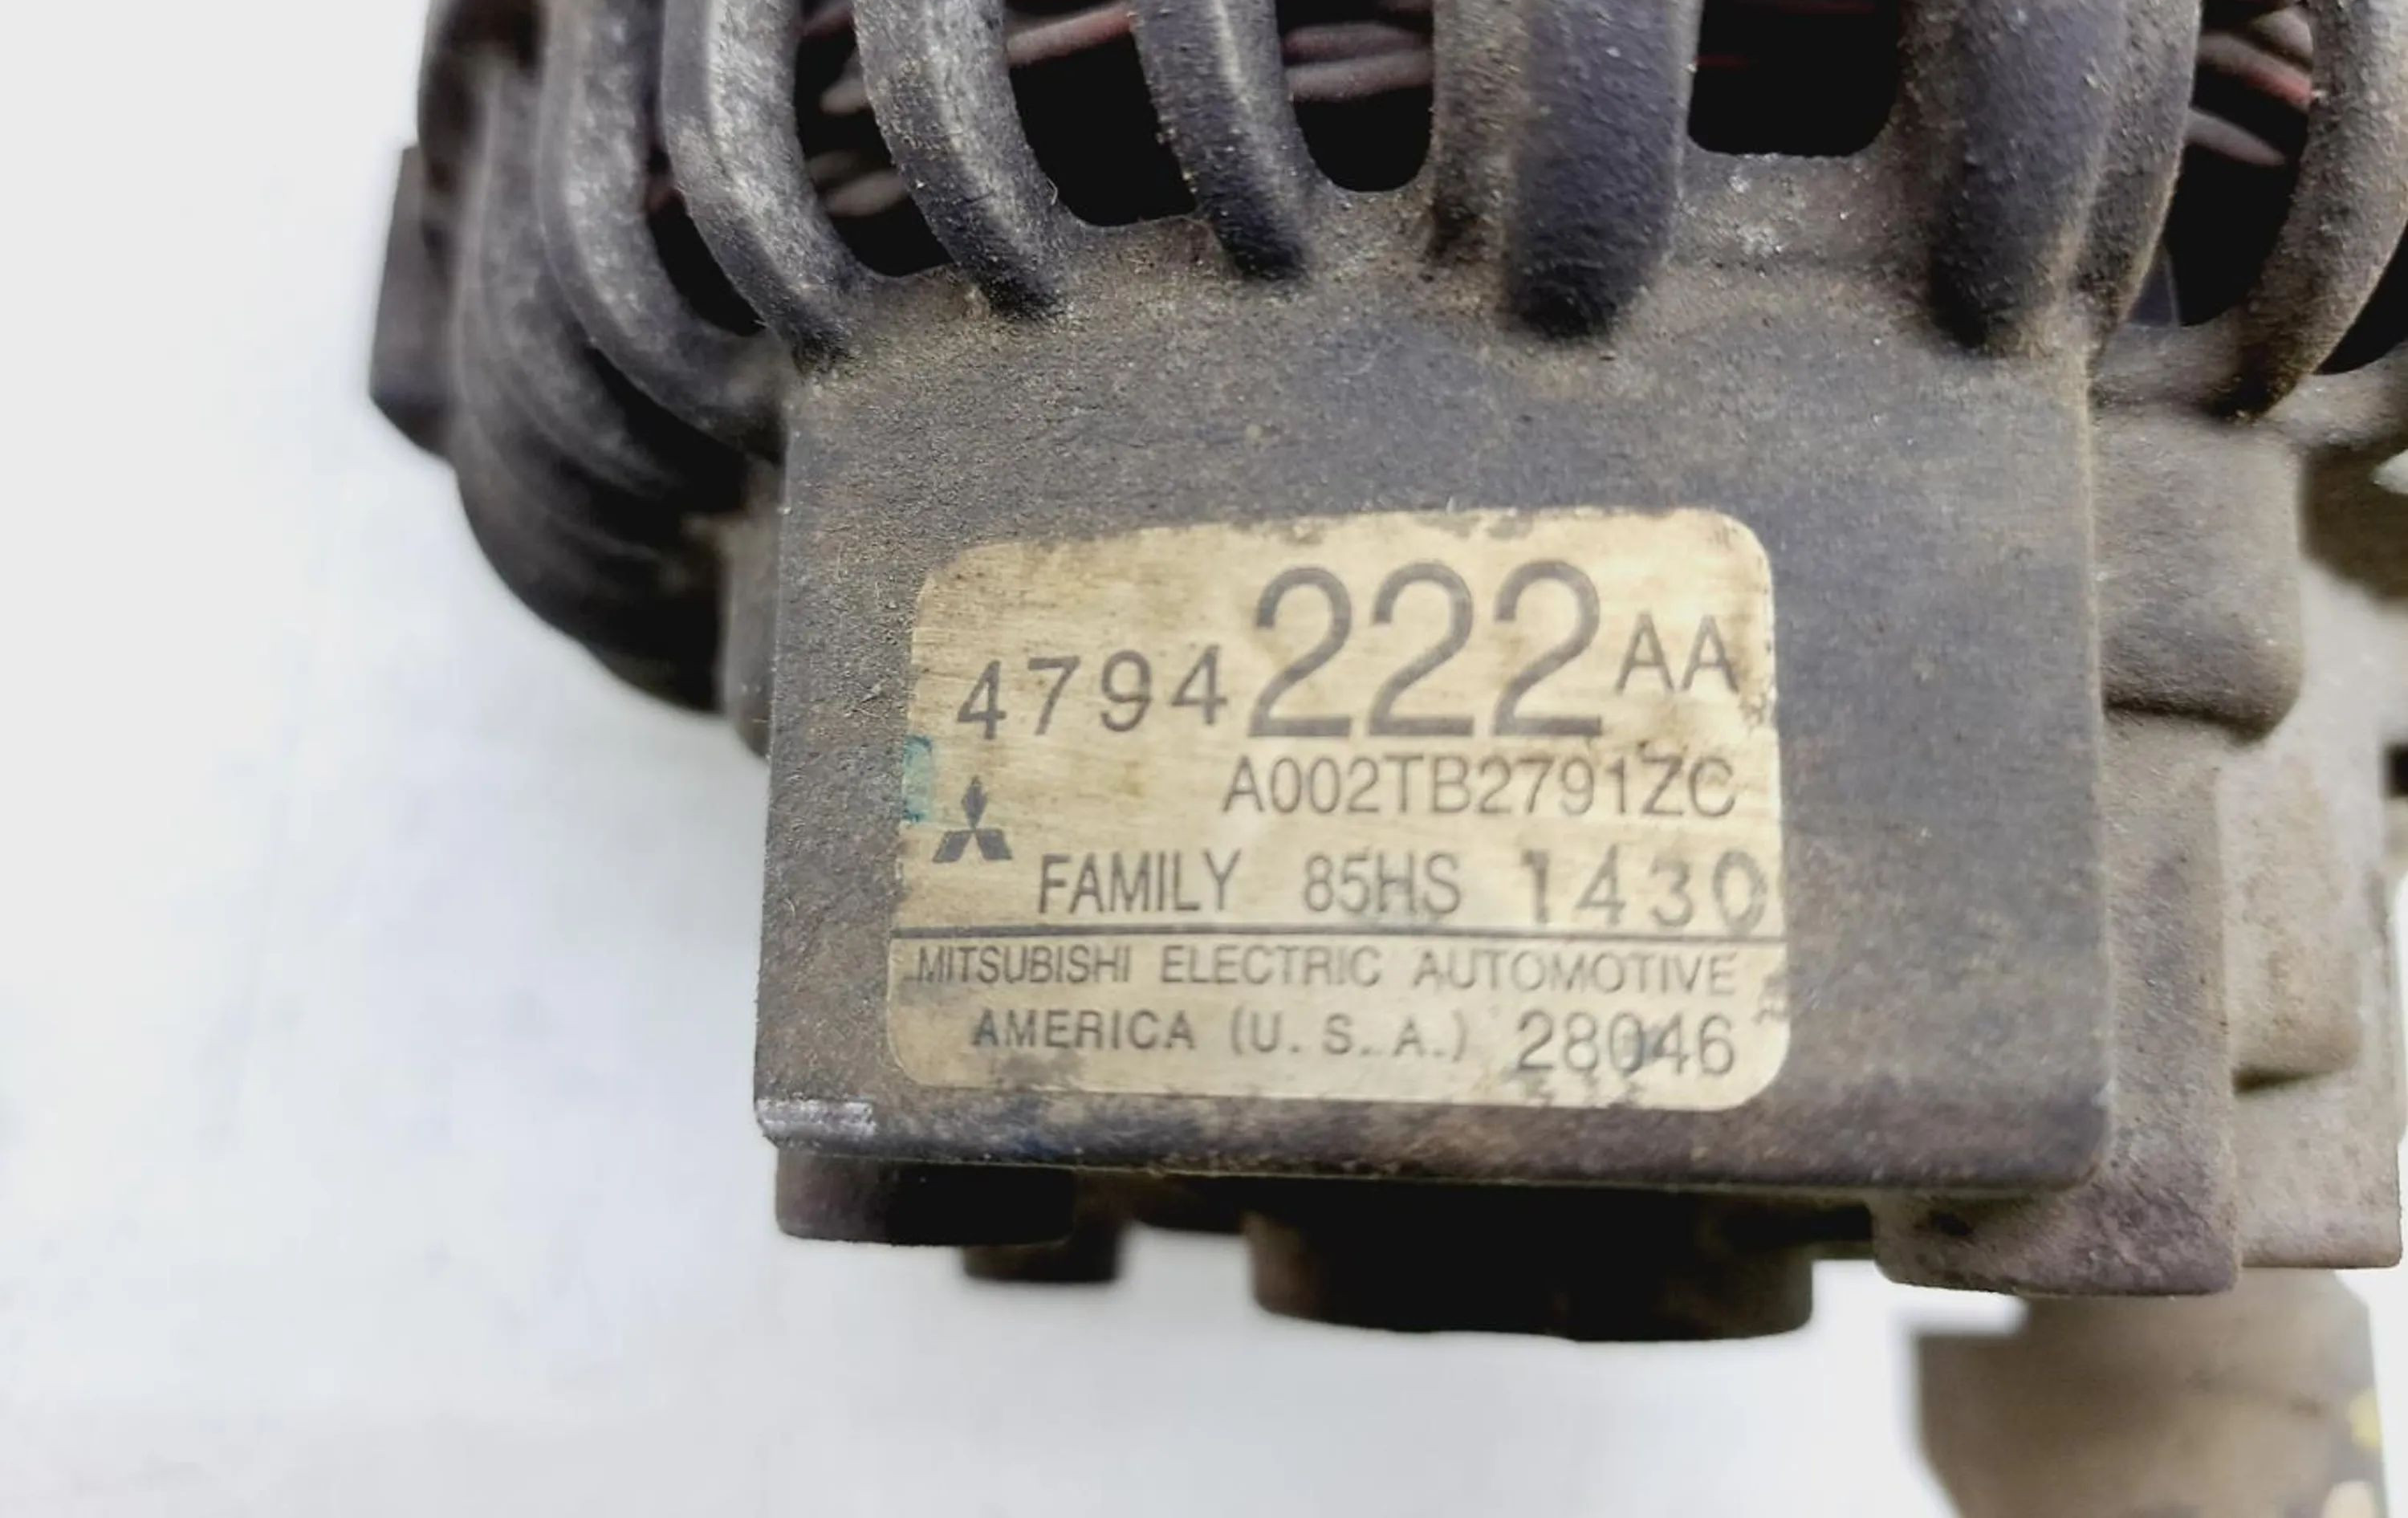 4794222AA
A002TB2791ZC
FAMILY 85HS 1430
MITSUBISHI ELECTRIC AUTOMOTIVE
AMERICA (U.S.A.) 28046